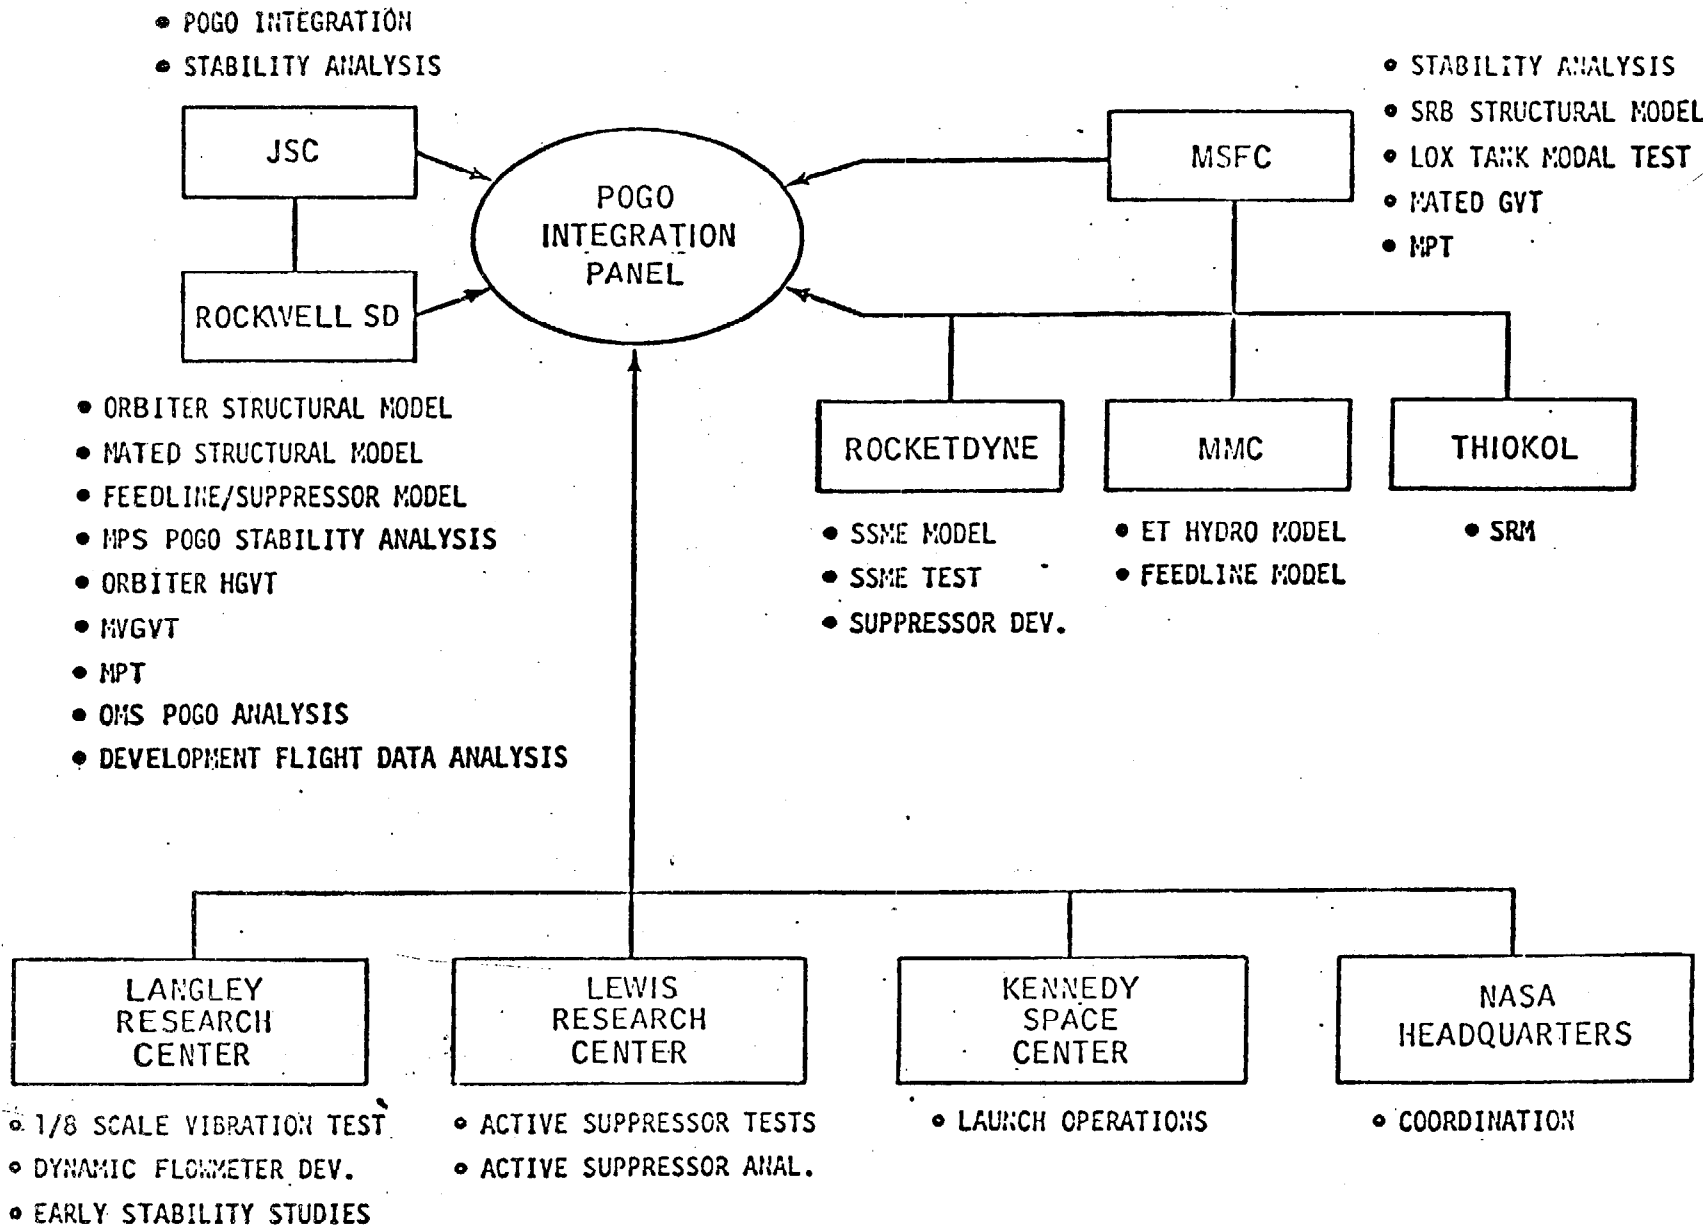 • POGO INTEGRATION
• STABILITY ANALYSIS
JSC
ROCKWELL SD
• ORBITER STRUCTURAL MODEL
• MATED STRUCTURAL MODEL
• FEEDLINE/SUPPRESSOR MODEL
• MPS POGO STABILITY ANALYSIS
• ORBITER HGVT
• MVGVT
• MPT
• OMS POGO ANALYSIS
• DEVELOPMENT FLIGHT DATA ANALYSIS
POGO
INTEGRATION
PANEL
MSFC
• STABILITY ANALYSIS
• SRB STRUCTURAL MODEL
• LOX TANK MODAL TEST
• MATED GVT
• MPT
ROCKETDYNE
• SSME MODEL
• SSME TEST
• SUPPRESSOR DEV.
MMC
• ET HYDRO MODEL
• FEEDLINE MODEL
THIOKOL
• SRM
LANGLEY
RESEARCH
CENTER
• 1/8 SCALE VIBRATION TEST
• DYNAMIC FLOWMETER DEV.
• EARLY STABILITY STUDIES
LEWIS
RESEARCH
CENTER
• ACTIVE SUPPRESSOR TESTS
• ACTIVE SUPPRESSOR ANAL.
KENNEDY
SPACE
CENTER
• LAUNCH OPERATIONS
NASA
HEADQUARTERS
• COORDINATION